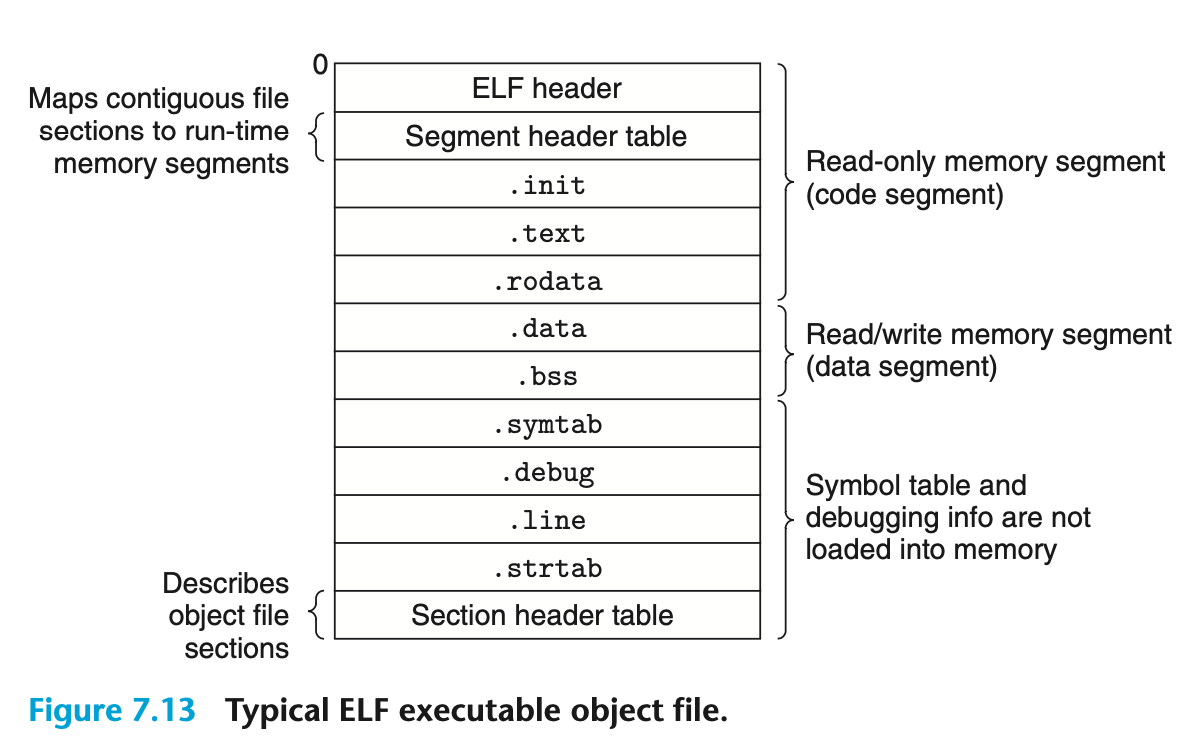 0
ELF header
Maps contiguous file
sections to run-time
memory segments
Segment header table
.init
.text
.rodata
Read-only memory segment
(code segment)
.data
.bss
Read/write memory segment
(data segment)
.symtab
.debug
.line
.strtab
Symbol table and
debugging info are not
loaded into memory
Describes
object file
sections
Section header table
Figure 7.13 Typical ELF executable object file.